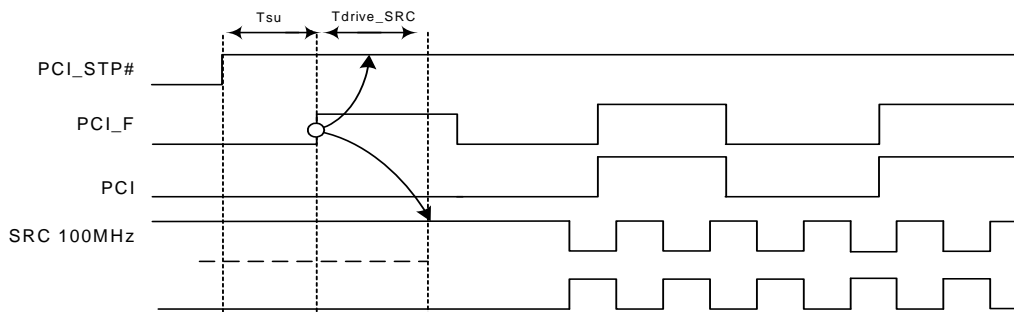 Tsu
Tdrive_SRC
PCI_STP#
PCI_F
PCI
SRC 100MHz